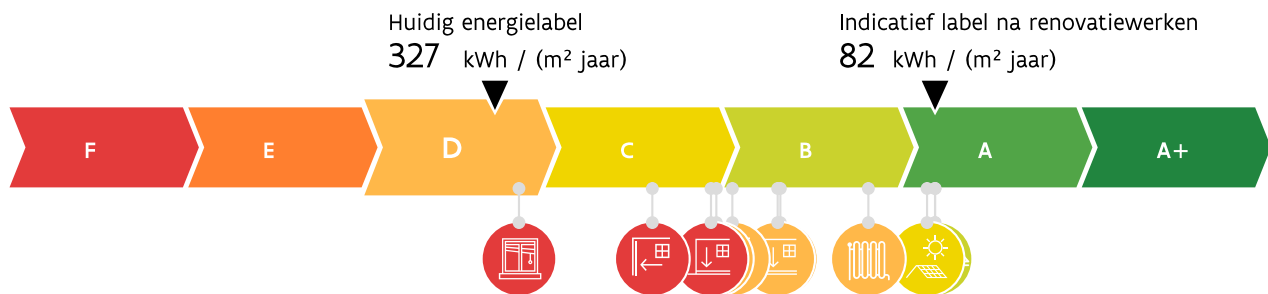 Huidig energielabel
327 kWh / (m² jaar)
Indicatief label na renovatiewerken
82 kWh / (m² jaar)
F E D C B A A+